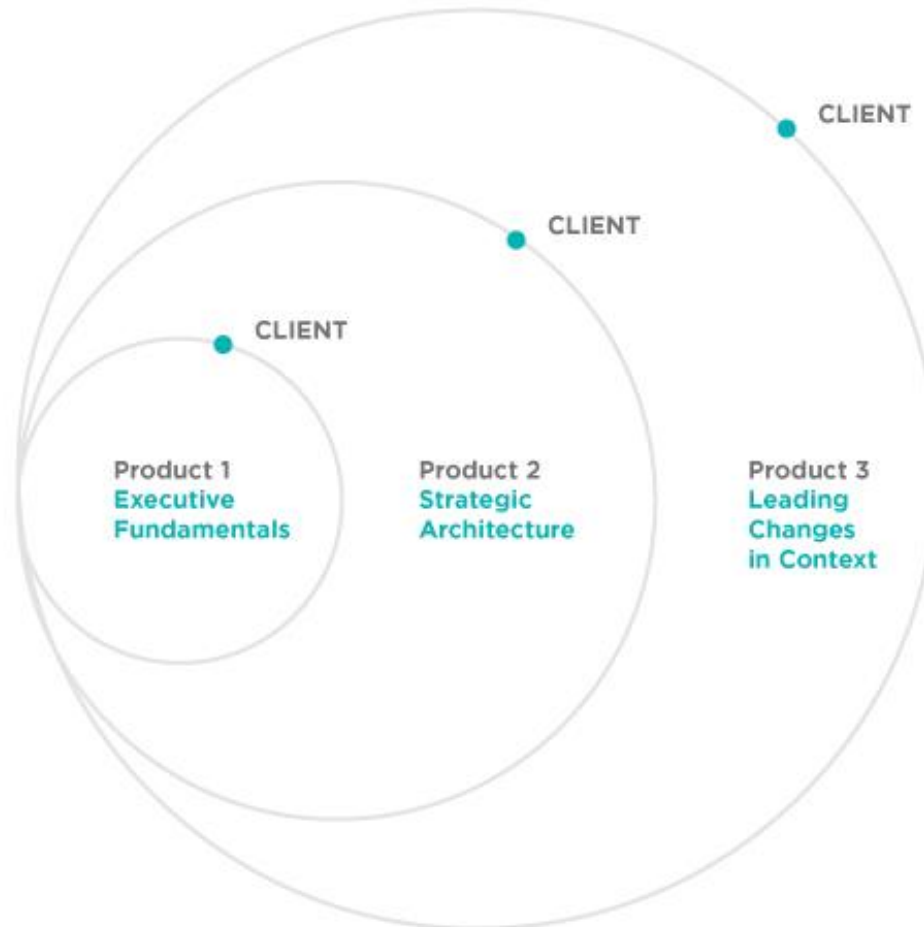 CLIENT
CLIENT
CLIENT
Product 1
Executive
Fundamentals
Product 2
Strategic
Architecture
Product 3
Leading
Changes
in Context